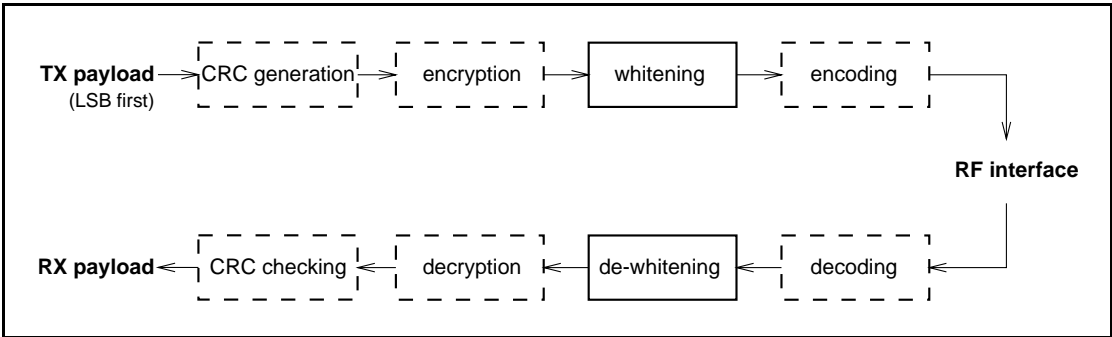 TX payload
(LSB first)
CRC generation
encryption
whitening
encoding
RF interface
RX payload
CRC checking
decryption
de-whitening
decoding